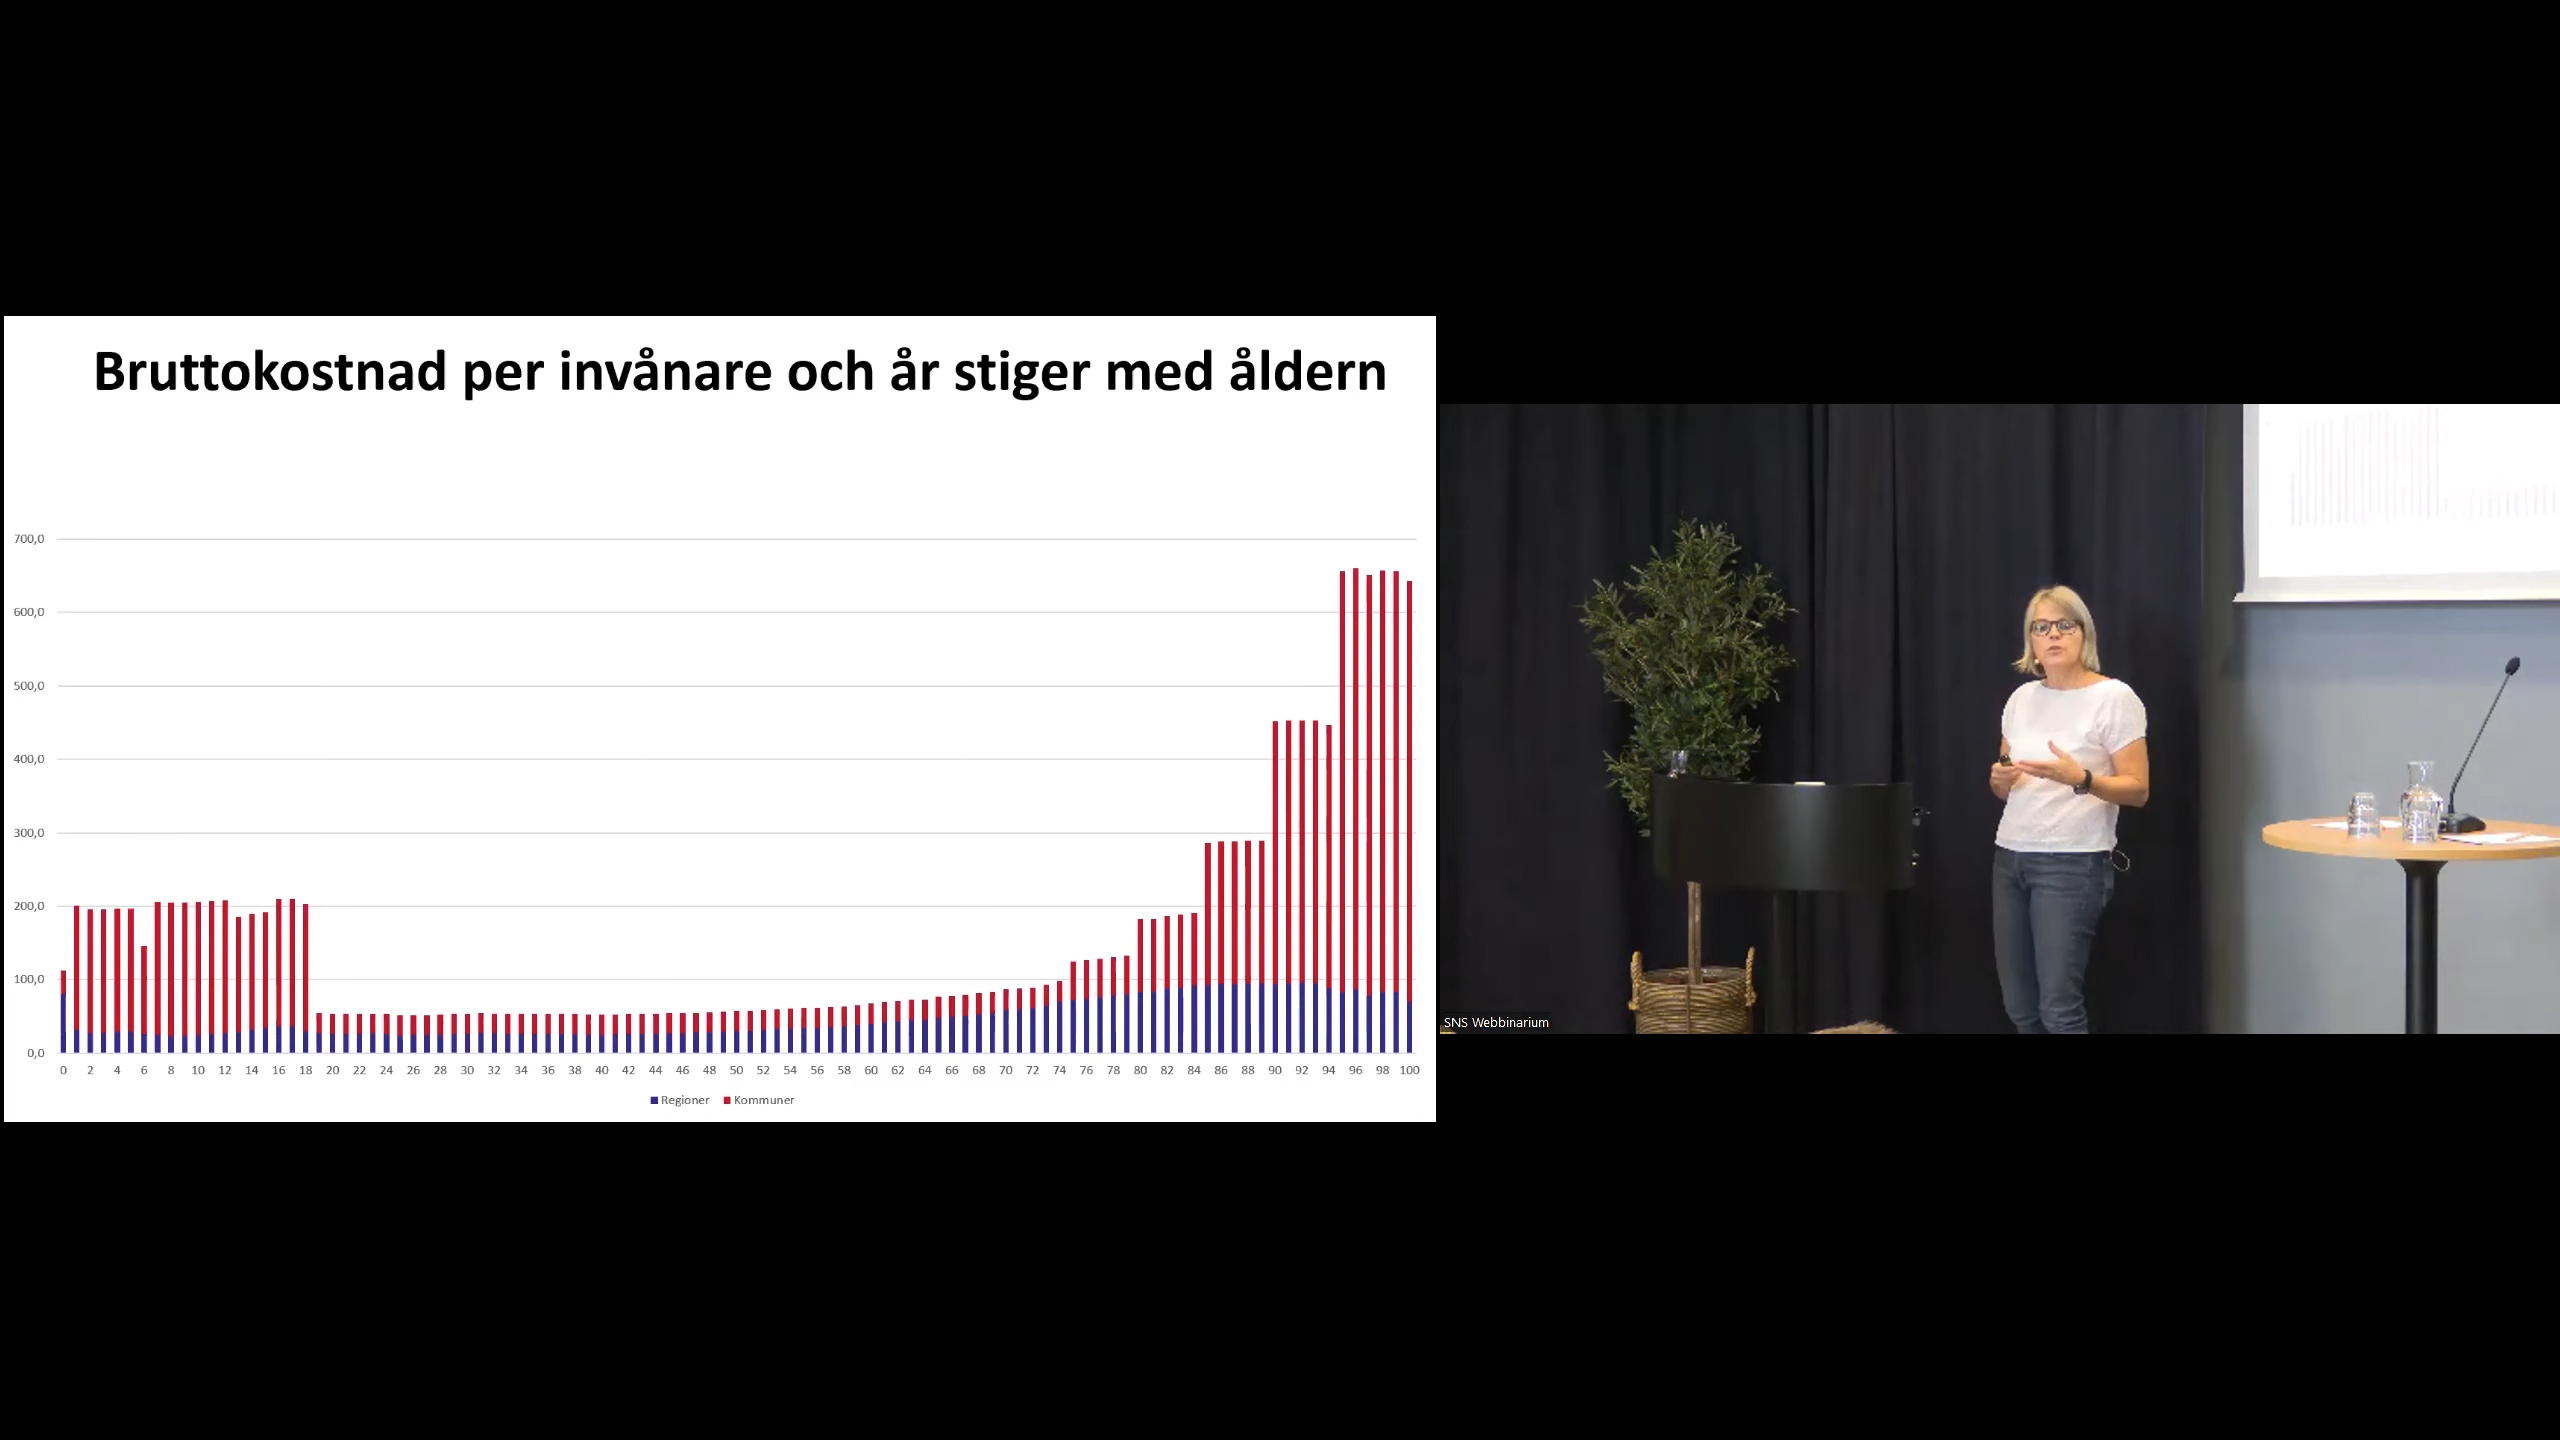 Bruttokostnad per invånare och år stiger med åldern
700,0
600,0
500,0
400,0
300,0
200,0
100,0
0,0
0 2 4 6 8 10 12 14 16 18 20 22 24 26 28 30 32 34 36 38 40 42 44 46 48 50 52 54 56 58 60 62 64 66 68 70 72 74 76 78 80 82 84 86 88 90 92 94 96 98 100
Regioner Kommuner
SNS Webbinarium